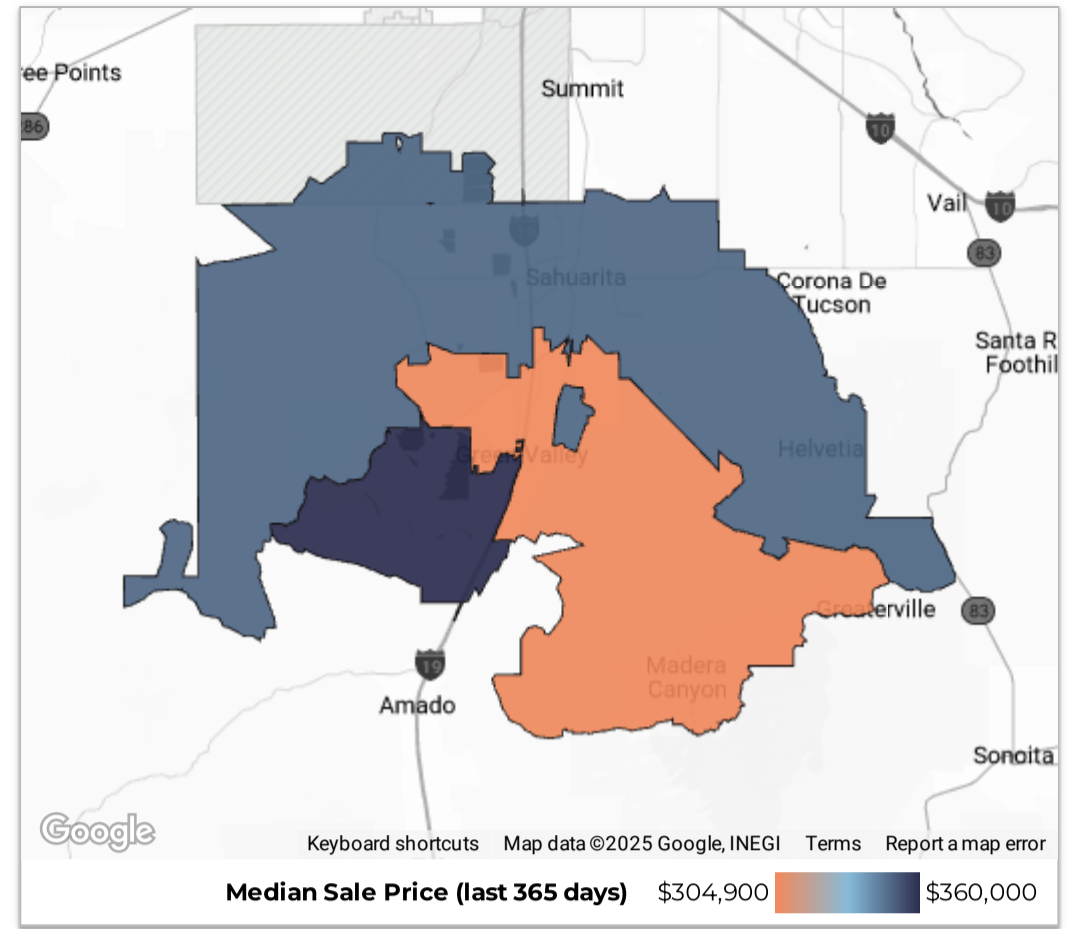 ree Points
Summit
86
10
Vail
10
83
Sahuarita
Corona De
Tucson
Santa R
Foothil
Green Valley
Helvetia
Greaterville
83
Madera
Canyon
19
Amado
Sonoita
Google
Keyboard shortcuts
Map data ©2025 Google, INEGI
Terms
Report a map error
Median Sale Price (last 365 days)
$304,900
$360,000